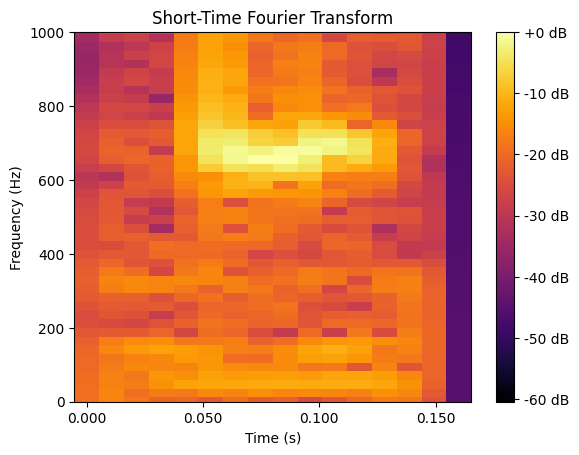 Short-Time Fourier Transform
1000
800
600
400
200
0
Frequency (Hz)
0.000
0.050
0.100
0.150
Time (s)
+0 dB
-10 dB
-20 dB
-30 dB
-40 dB
-50 dB
-60 dB